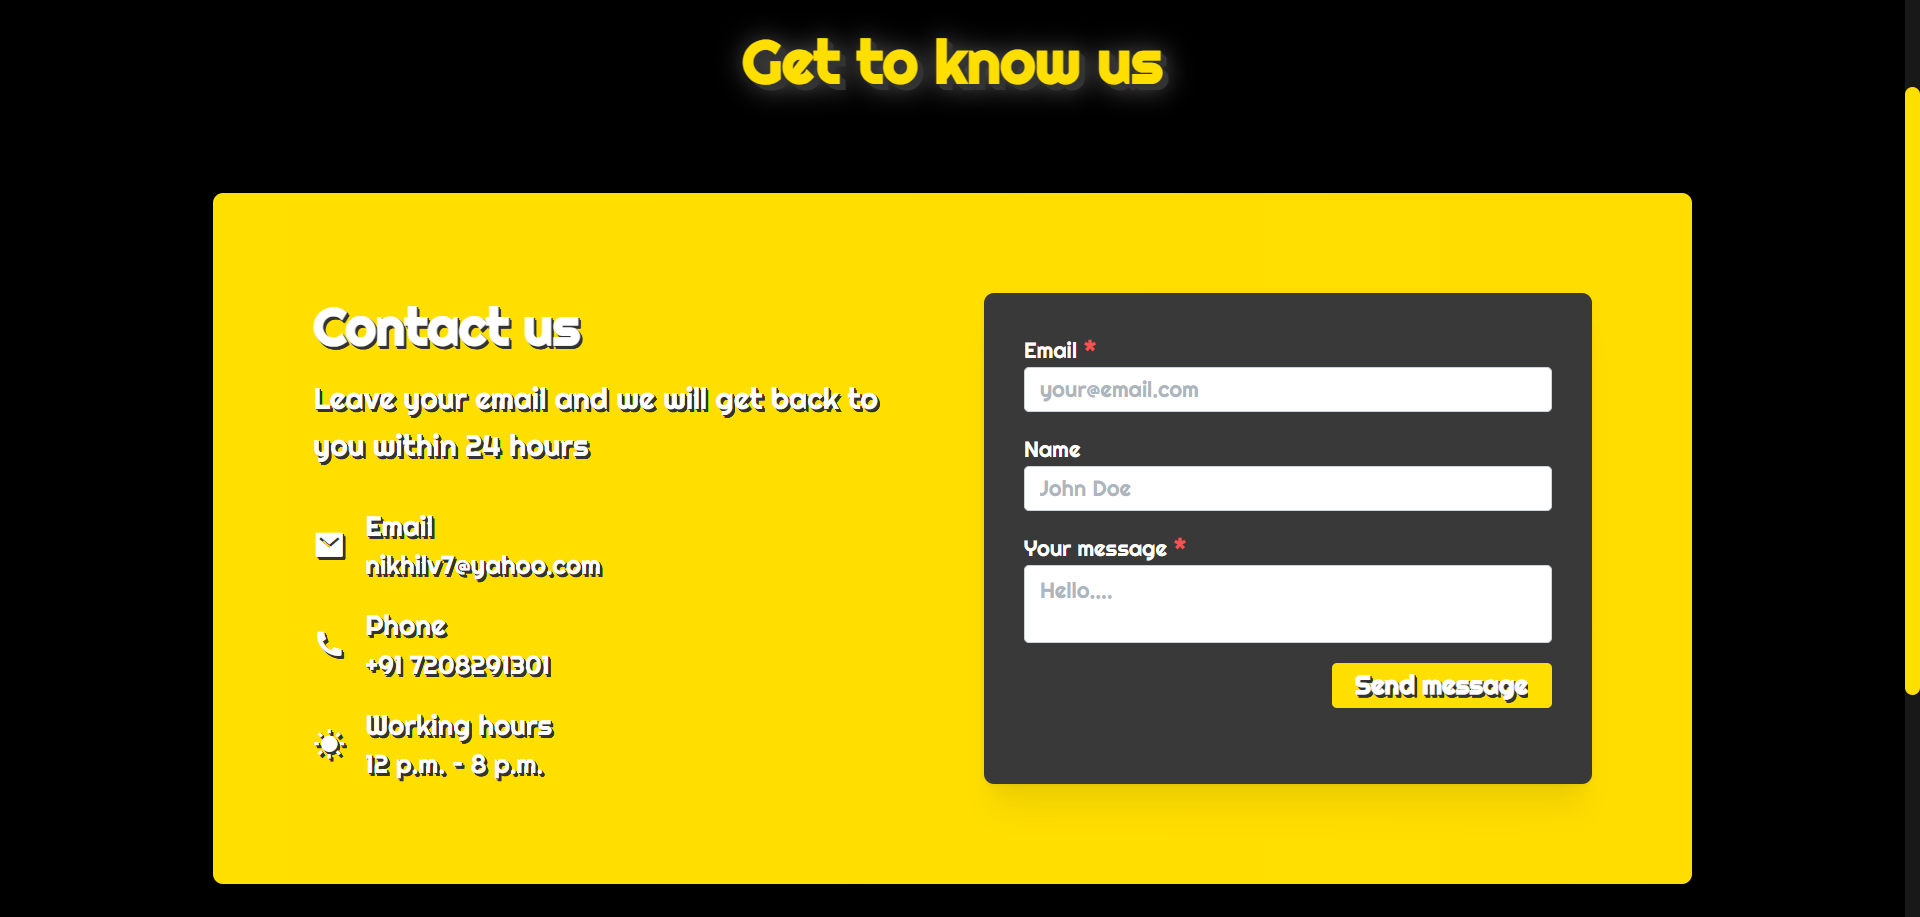 Get to know us
Contact us
Leave your email and we will get back to
you within 24 hours
Email
nikhilv7@yahoo.com
Phone
+91 7208291301
Working hours
12 p.m. - 8 p.m.
Email *
your@email.com
Name
John Doe
Your message *
Hello....
Send message